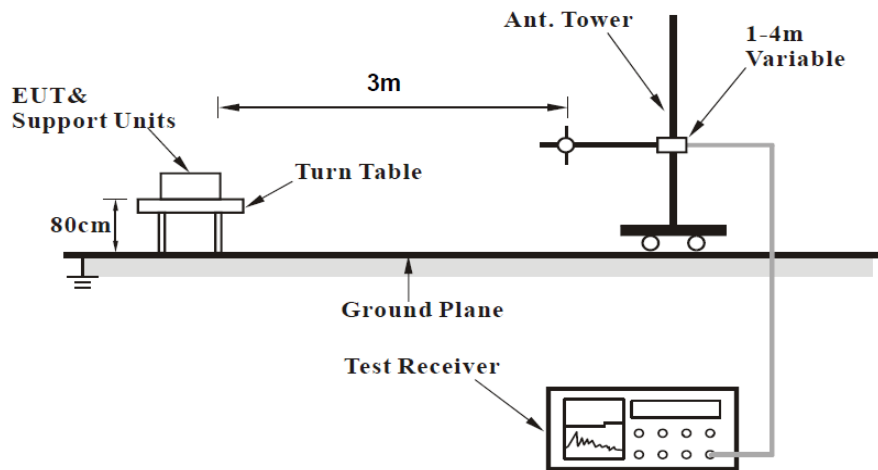 Ant. Tower
1-4m
Variable
3m
EUT&
Support Units
Turn Table
80cm
Ground Plane
Test Receiver